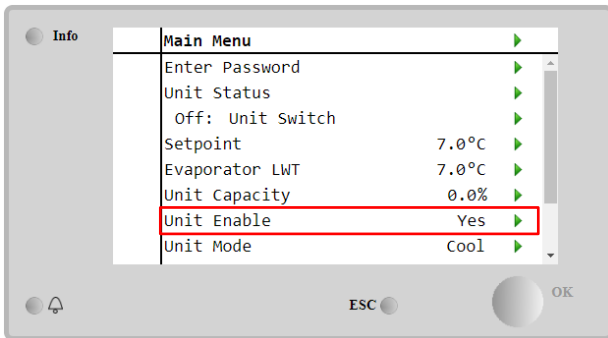 Info
Main Menu
Enter Password
Unit Status
Off: Unit Switch
Setpoint 7.0°C
Evaporator LWT 7.0°C
Unit Capacity 0.0%
Unit Enable Yes
Unit Mode Cool
ESC
OK